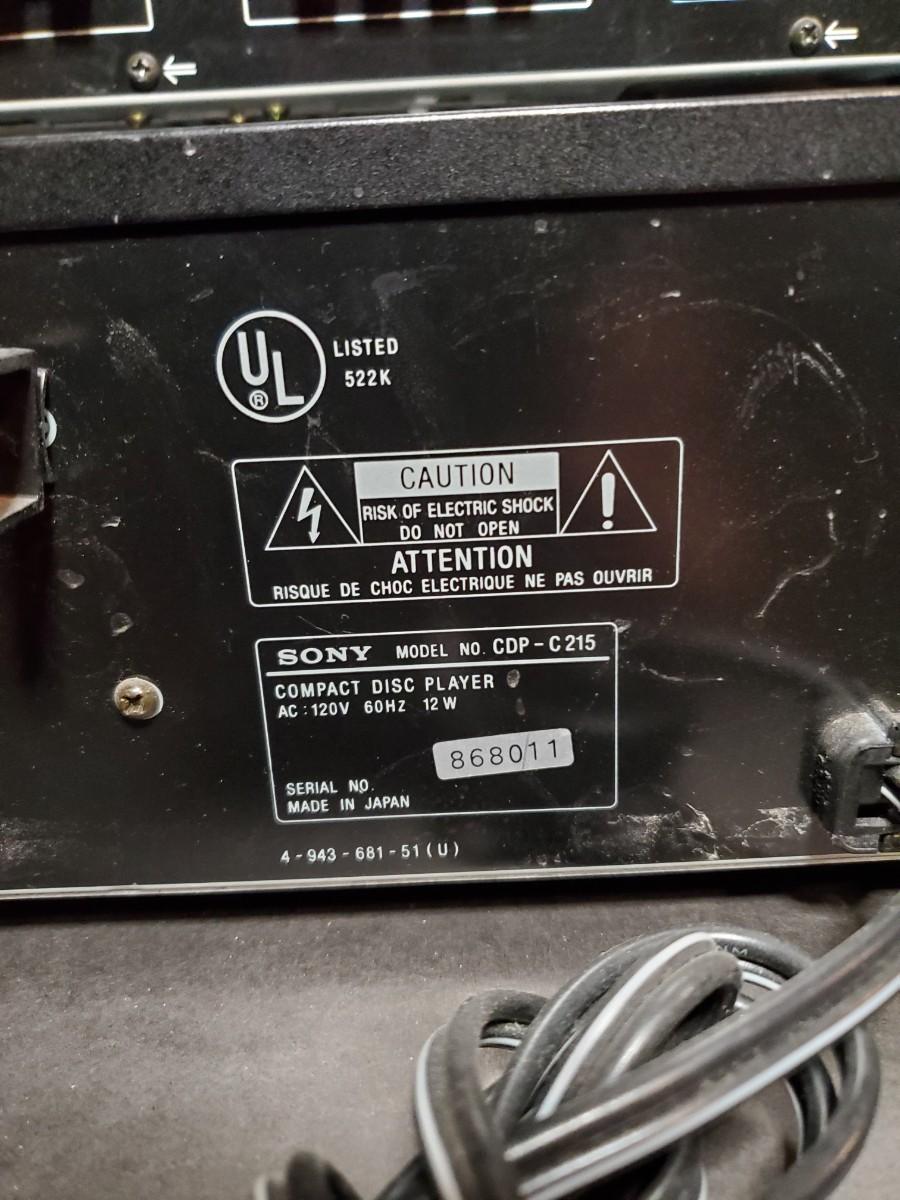 UL® LISTED
522K
CAUTION
RISK OF ELECTRIC SHOCK
DO NOT OPEN
ATTENTION
RISQUE DE CHOC ELECTRIQUE NE PAS OUVRIR
SONY MODEL NO. CDP-C215
COMPACT DISC PLAYER
AC:120V 60HZ 12W
868011
SERIAL NO.
MADE IN JAPAN
4-943-681-51(U)